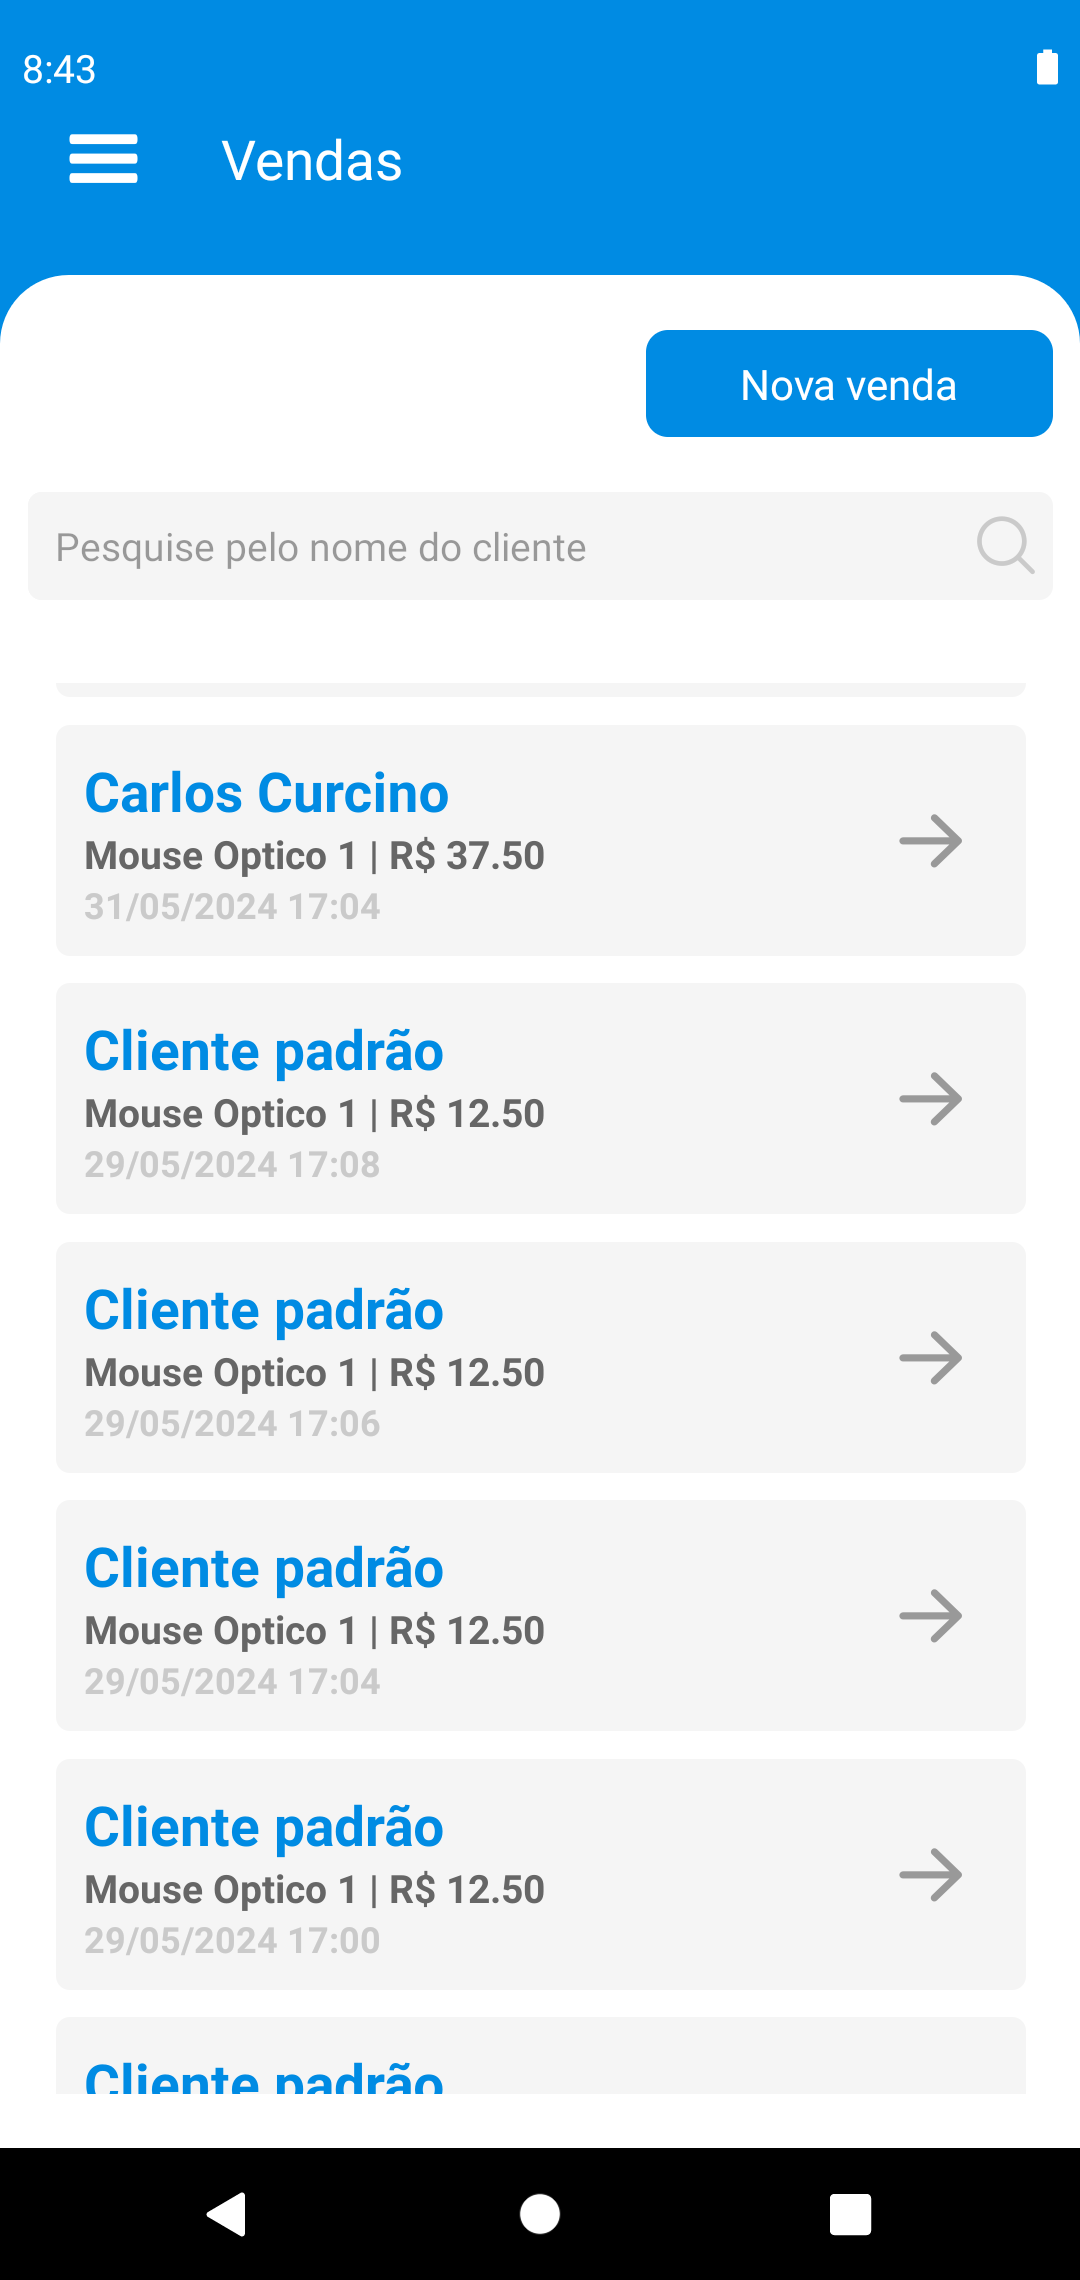 8:43
Vendas
Nova venda
Pesquise pelo nome do cliente
Carlos Curcino
Mouse Optico 1 | R$ 37.50
31/05/2024 17:04
Cliente padrão
Mouse Optico 1 | R$ 12.50
29/05/2024 17:08
Cliente padrão
Mouse Optico 1 | R$ 12.50
29/05/2024 17:06
Cliente padrão
Mouse Optico 1 | R$ 12.50
29/05/2024 17:04
Cliente padrão
Mouse Optico 1 | R$ 12.50
29/05/2024 17:00
Cliente padrão